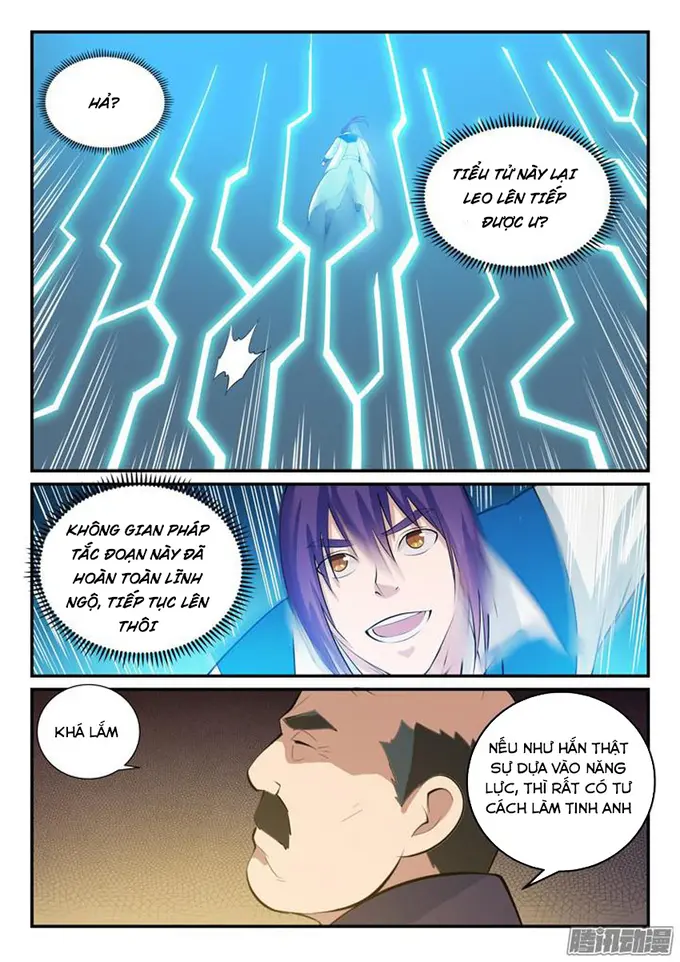 HẢ?
TIỂU TỬ NÀY LẠI
LEO LÊN TIẾP
ĐƯỢC Ư?
KHÔNG GIAN PHÁP
TẮC ĐOẠN NÀY ĐÃ
HOÀN TOÀN LĨNH
NGỘ, TIẾP TỤC LÊN
THÔI
KHÁ LẮM
NẾU NHƯ HẮN THẬT
SỰ DỰA VÀO NĂNG
LỰC, THÌ RẤT CÓ TƯ
CÁCH LÀM TINH ANH
腾讯动漫